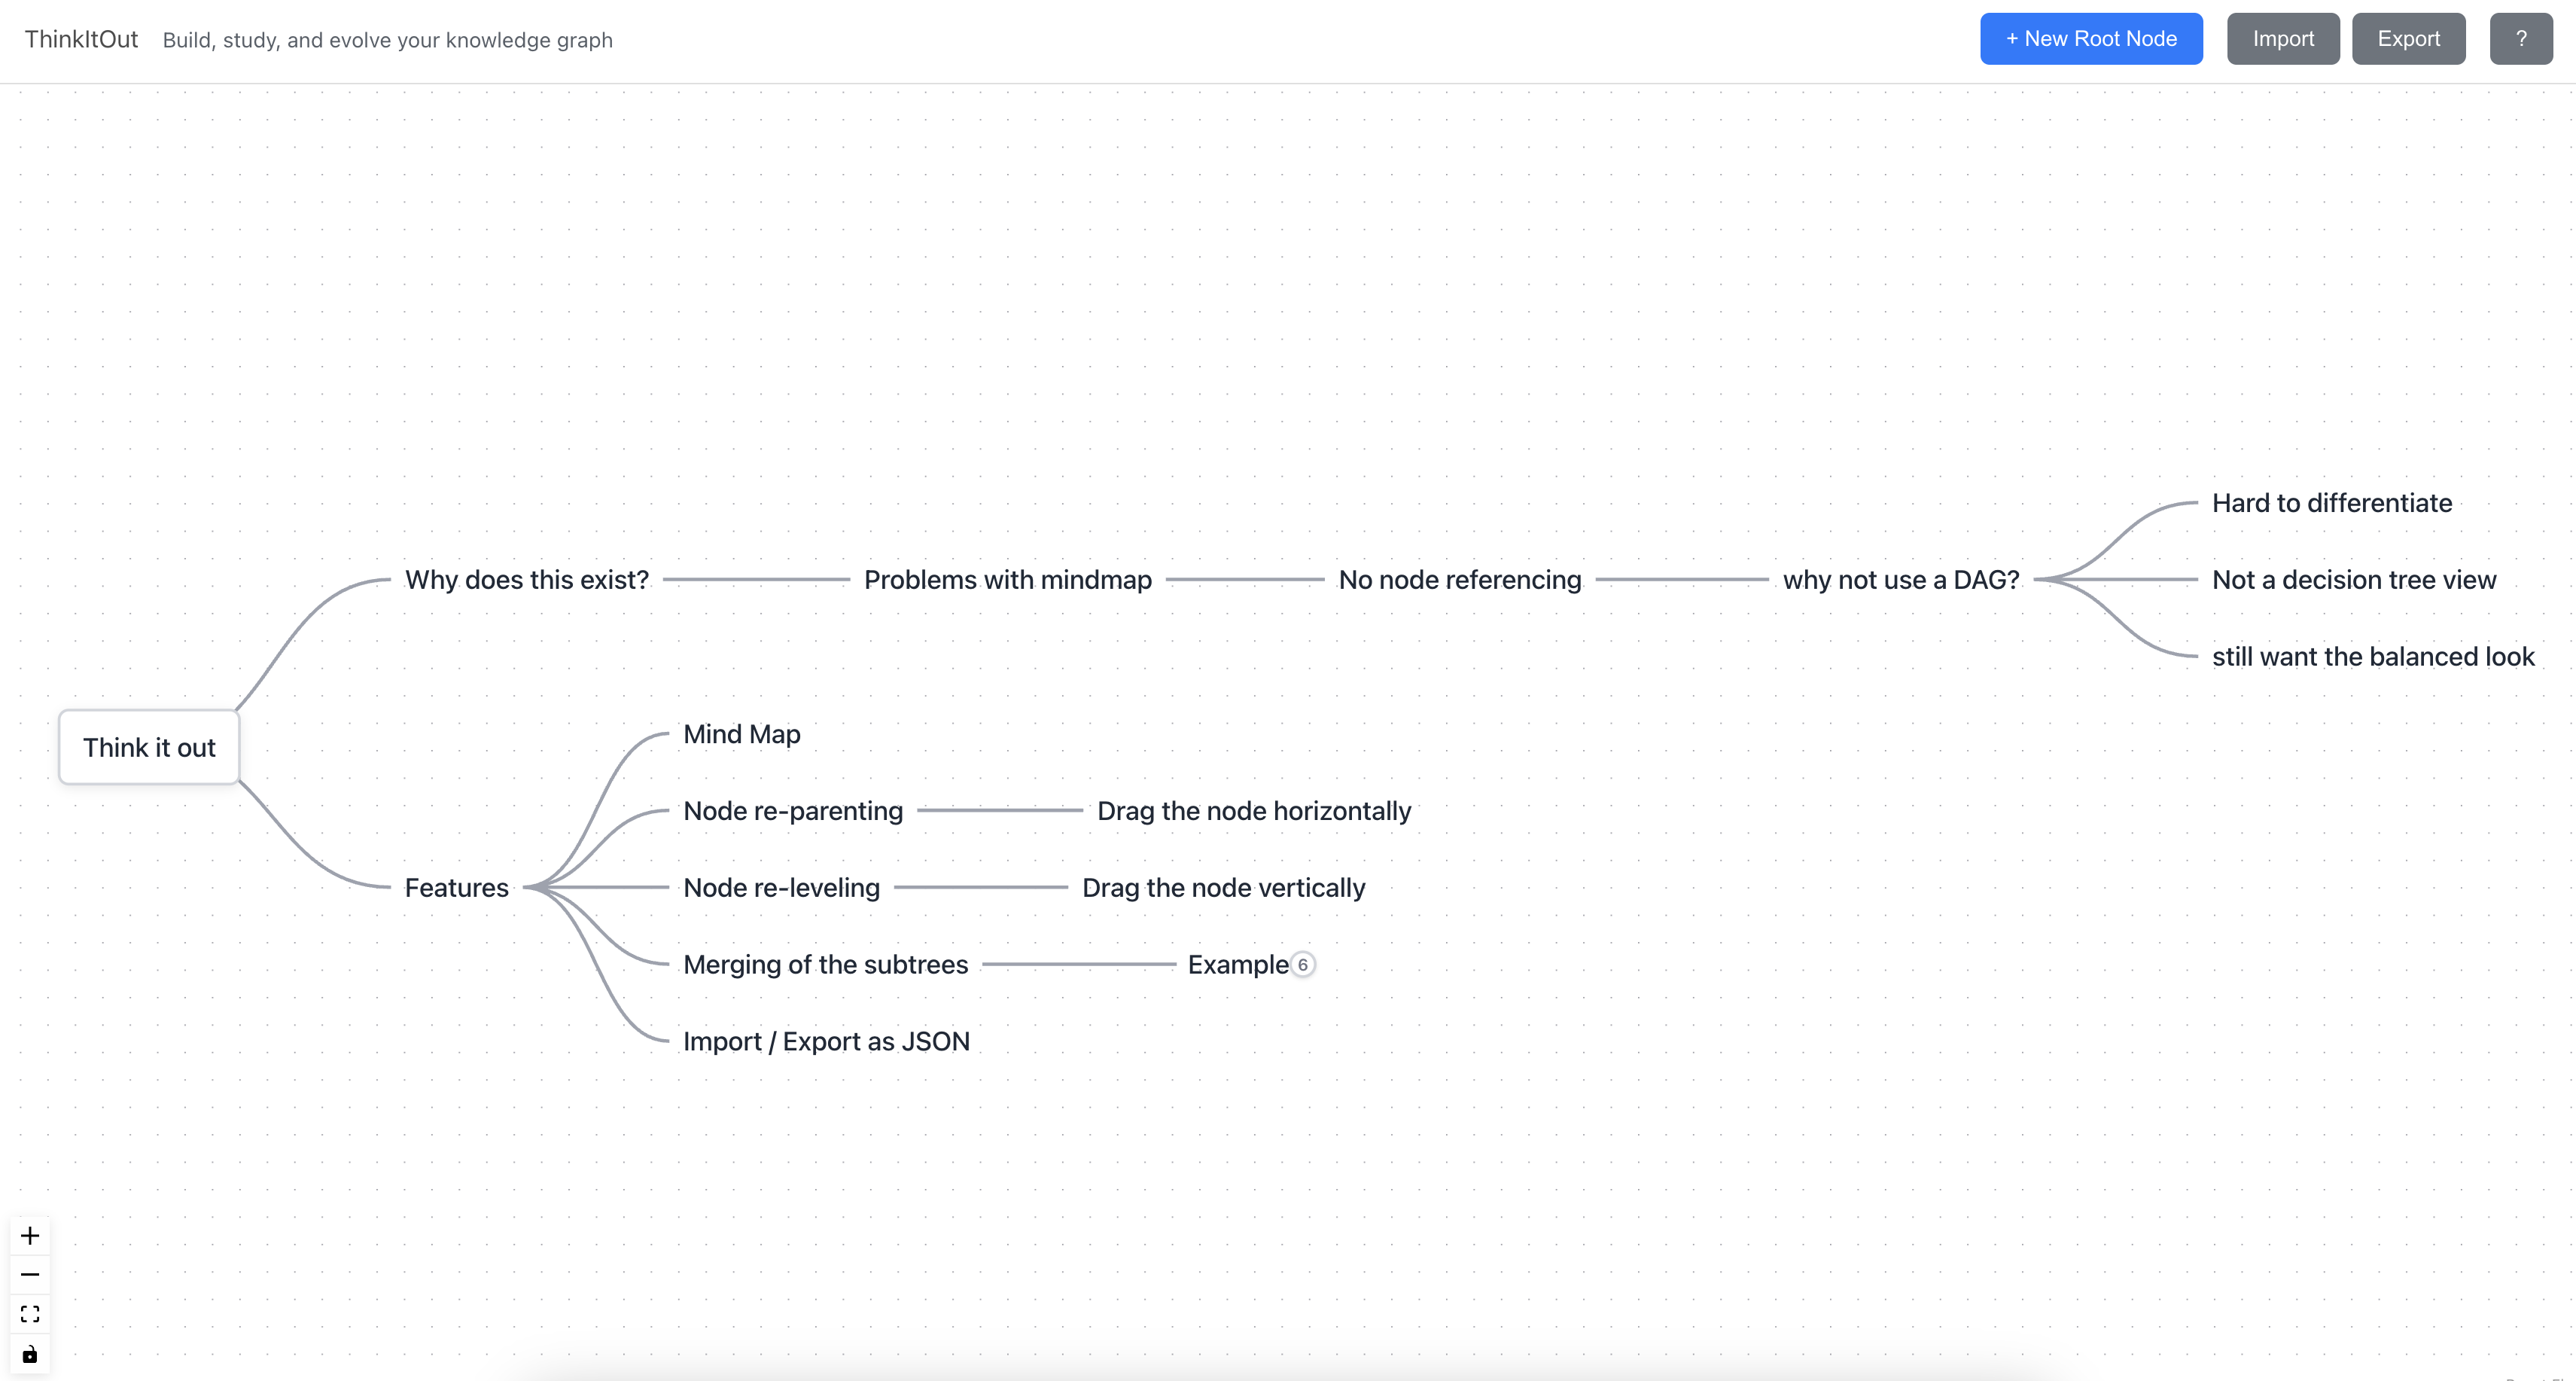 ThinkItOut
Build, study, and evolve your knowledge graph
+ New Root Node
Import
Export
?
Hard to differentiate
Why does this exist?
Problems with mindmap
No node referencing
why not use a DAG?
Not a decision tree view
still want the balanced look
Think it out
Mind Map
Node re-parenting
Drag the node horizontally
Features
Node re-leveling
Drag the node vertically
Merging of the subtrees
Example
6
Import / Export as JSON